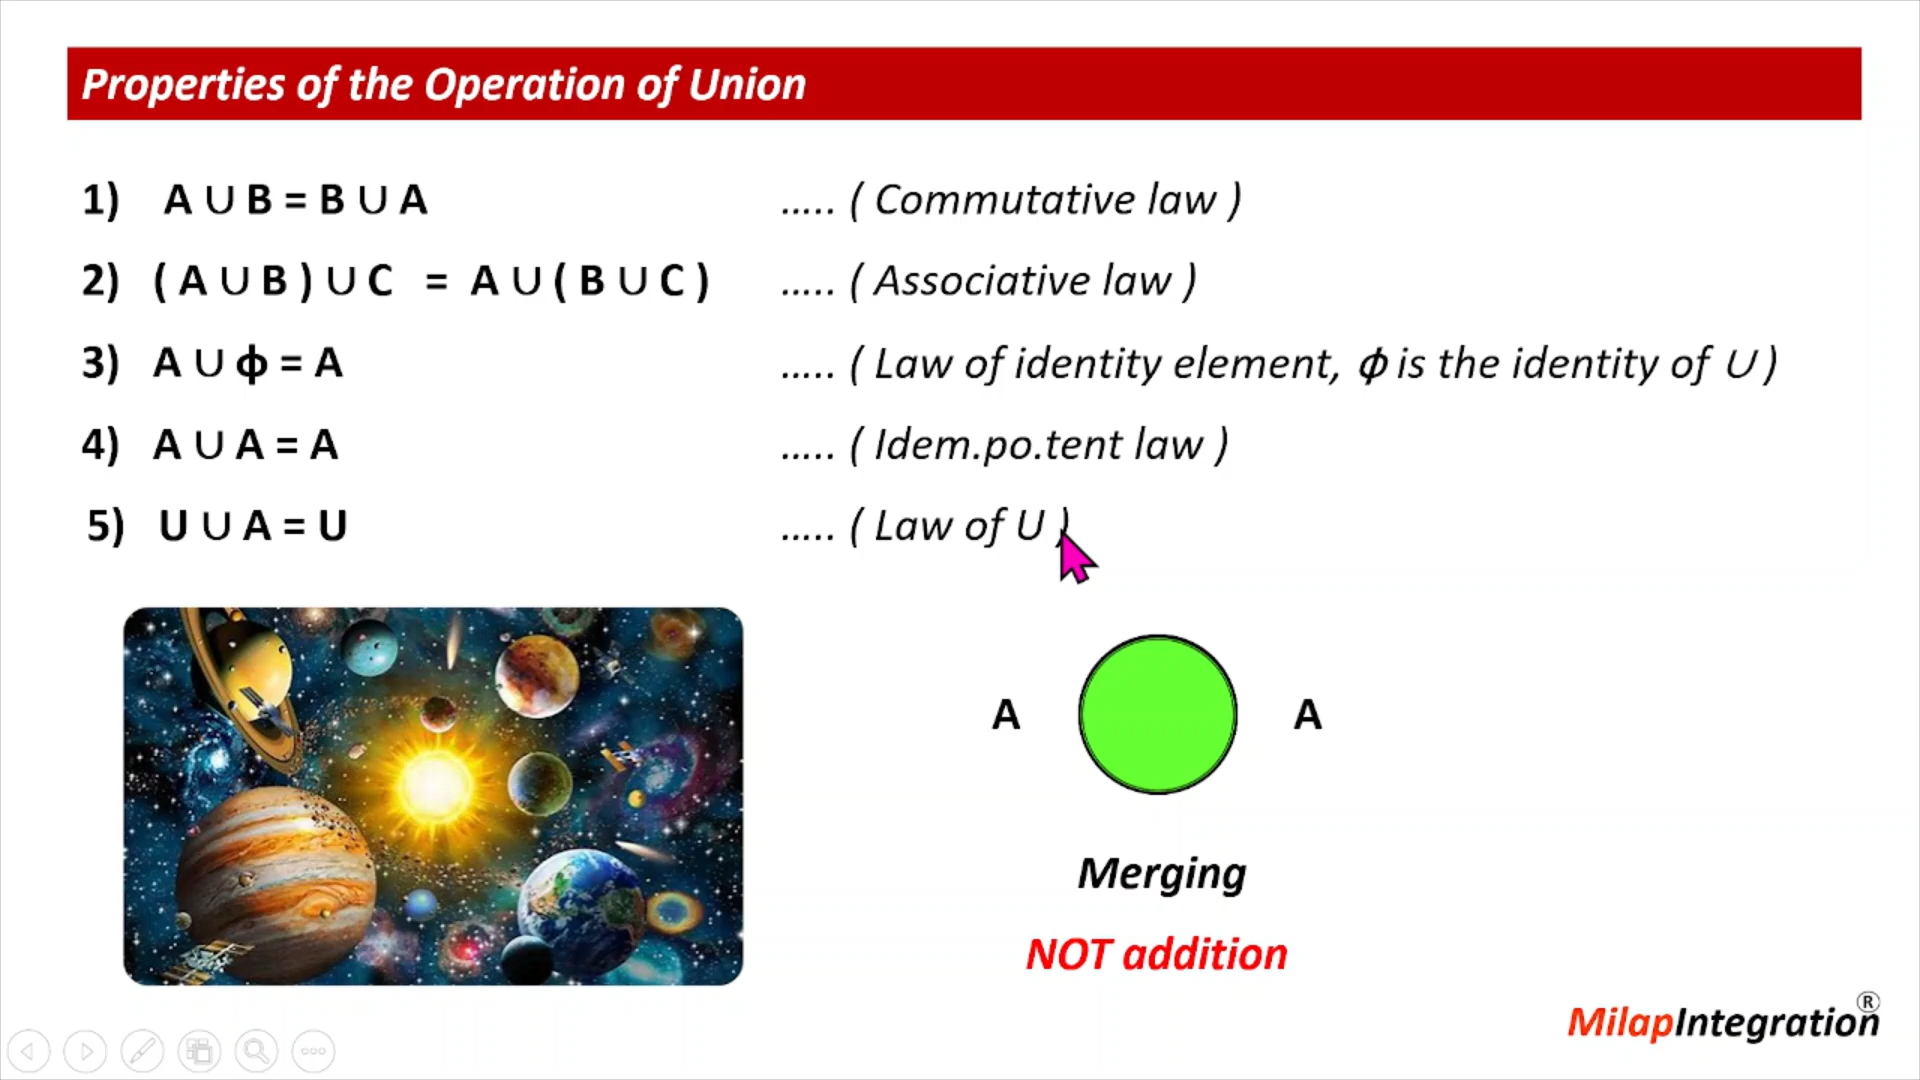 Properties of the Operation of Union
1) A ∪ B = B ∪ A ..... ( Commutative law )
2) ( A ∪ B ) ∪ C = A ∪ ( B ∪ C ) ..... ( Associative law )
3) A ∪ ф = A ..... ( Law of identity element, ф is the identity of ∪ )
4) A ∪ A = A ..... ( Idem.po.tent law )
5) U ∪ A = U ..... ( Law of U )
A A
Merging
NOT addition
MilapIntegration®